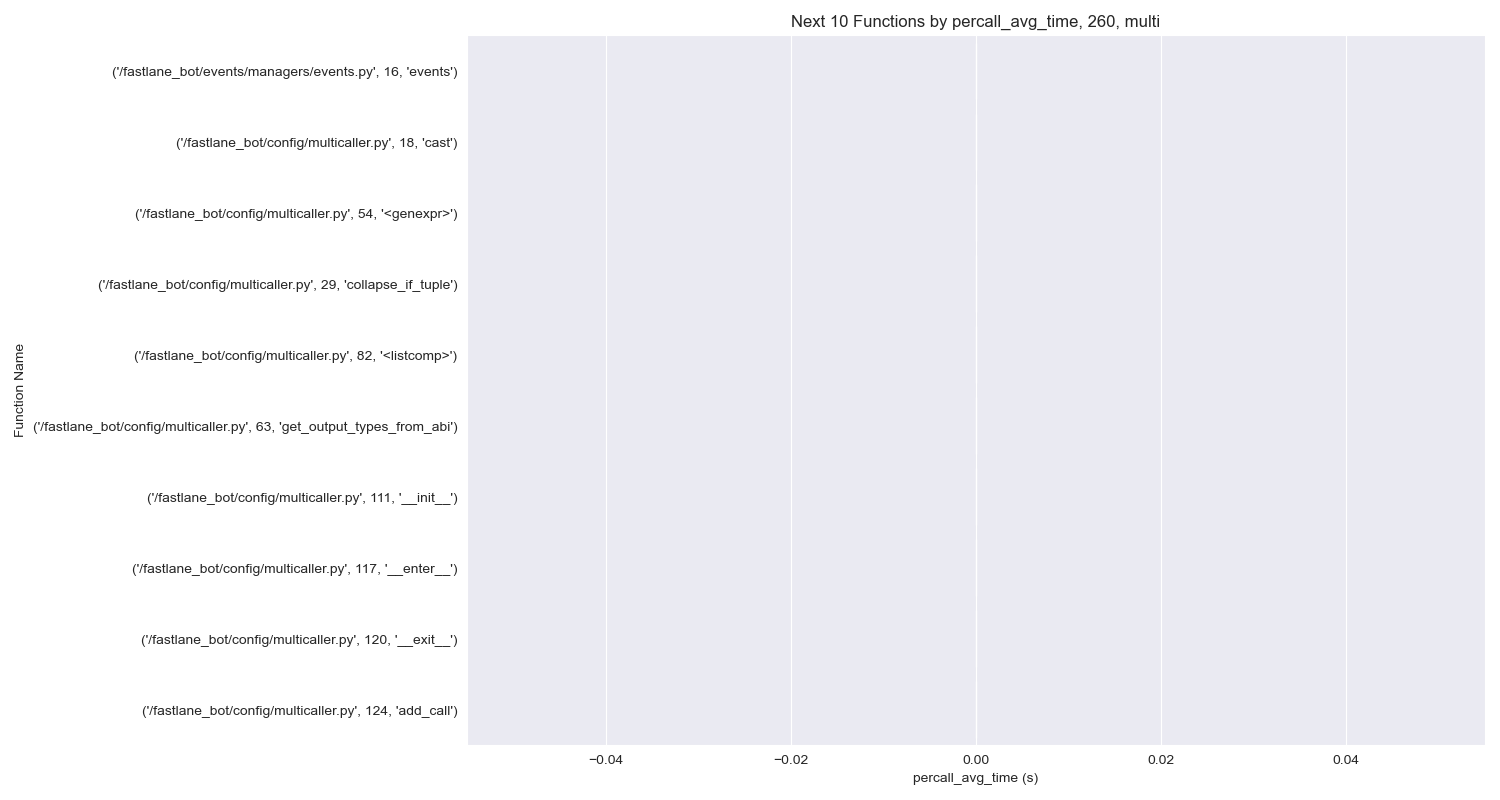 Next 10 Functions by percall_avg_time, 260, multi
('/fastlane_bot/events/managers/events.py', 16, 'events')
('/fastlane_bot/config/multicaller.py', 18, 'cast')
('/fastlane_bot/config/multicaller.py', 54, '<genexpr>')
('/fastlane_bot/config/multicaller.py', 29, 'collapse_if_tuple')
('/fastlane_bot/config/multicaller.py', 82, '<listcomp>')
('/fastlane_bot/config/multicaller.py', 63, 'get_output_types_from_abi')
('/fastlane_bot/config/multicaller.py', 111, '__init__')
('/fastlane_bot/config/multicaller.py', 117, '__enter__')
('/fastlane_bot/config/multicaller.py', 120, '__exit__')
('/fastlane_bot/config/multicaller.py', 124, 'add_call')
Function Name
−0.04 −0.02 0.00 0.02 0.04
percall_avg_time (s)